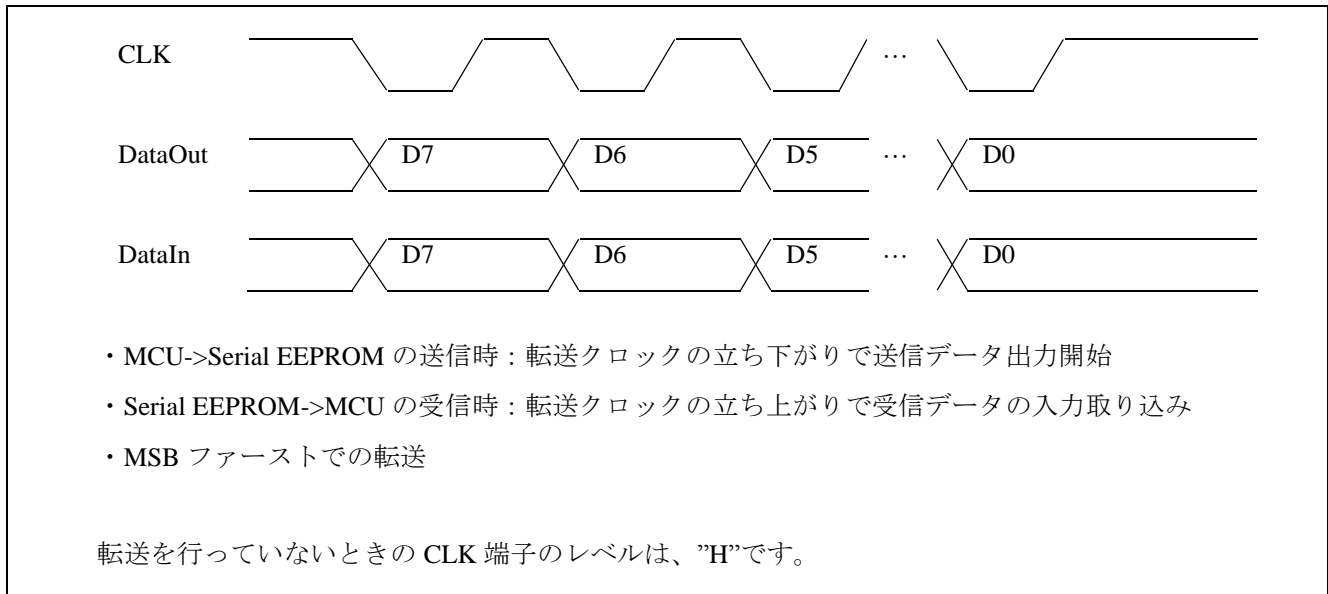 CLK …
DataOut D7 D6 D5 … D0
DataIn D7 D6 D5 … D0
・MCU->Serial EEPROM の送信時：転送クロックの立ち下がりで送信データ出力開始
・Serial EEPROM->MCU の受信時：転送クロックの立ち上がりで受信データの入力取り込み
・MSB ファーストでの転送
転送を行っていないときの CLK 端子のレベルは、”H”です。